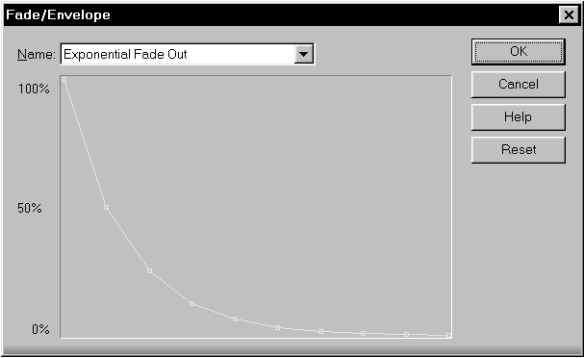 Fade/Envelope
Name: Exponential Fade Out
OK
100%
Cancel
Help
Reset
50%
0%